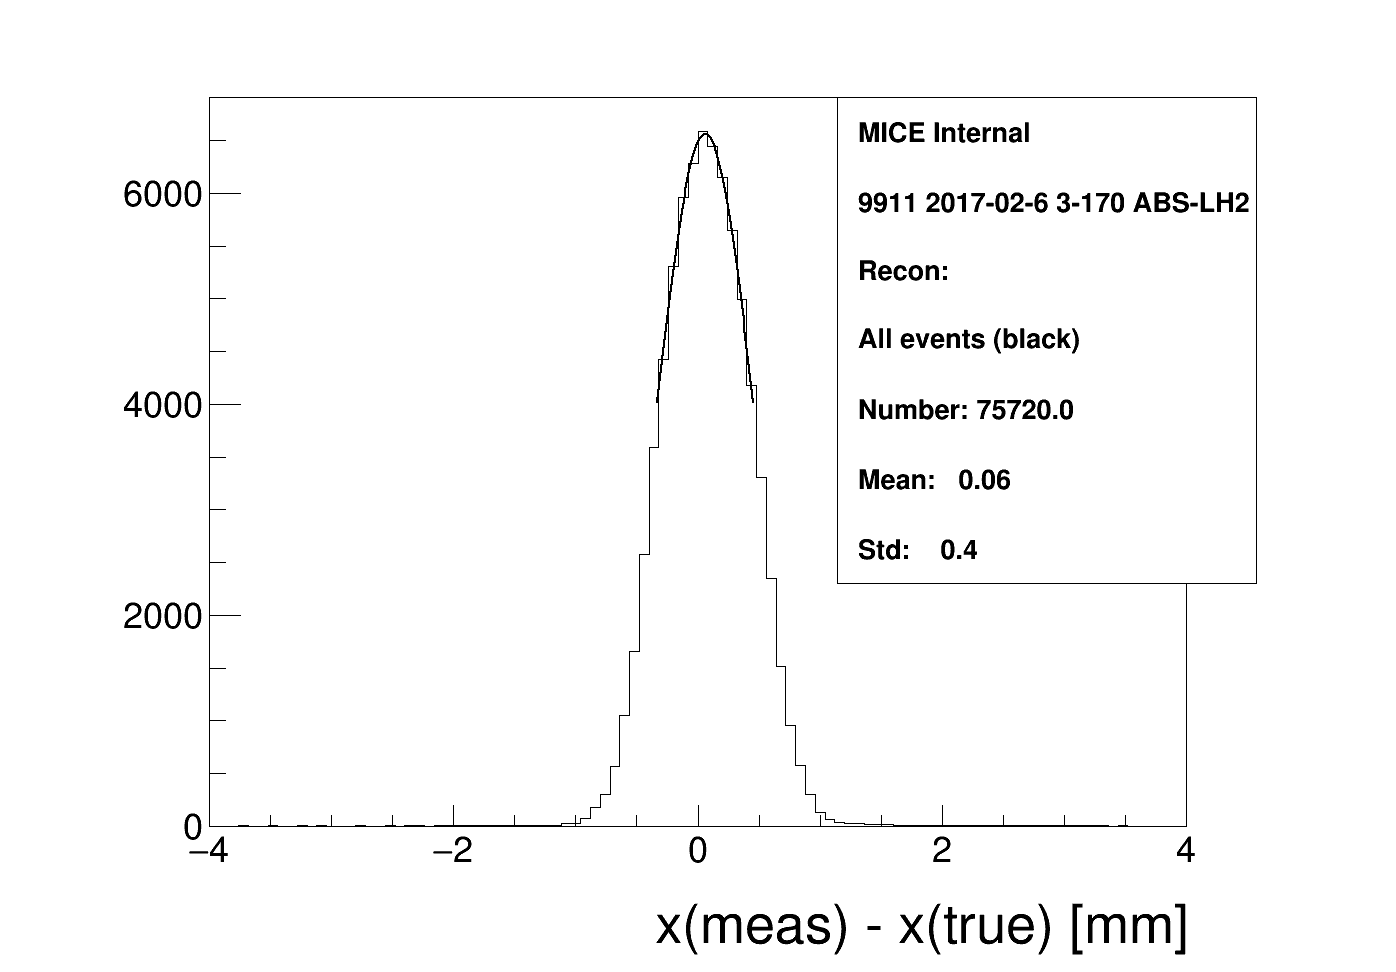 MICE Internal
9911 2017-02-6 3-170 ABS-LH2
Recon:
All events (black)
Number: 75720.0
Mean: 0.06
Std: 0.4
6000
4000
2000
0
−4 −2 0 2 4
x(meas) - x(true) [mm]